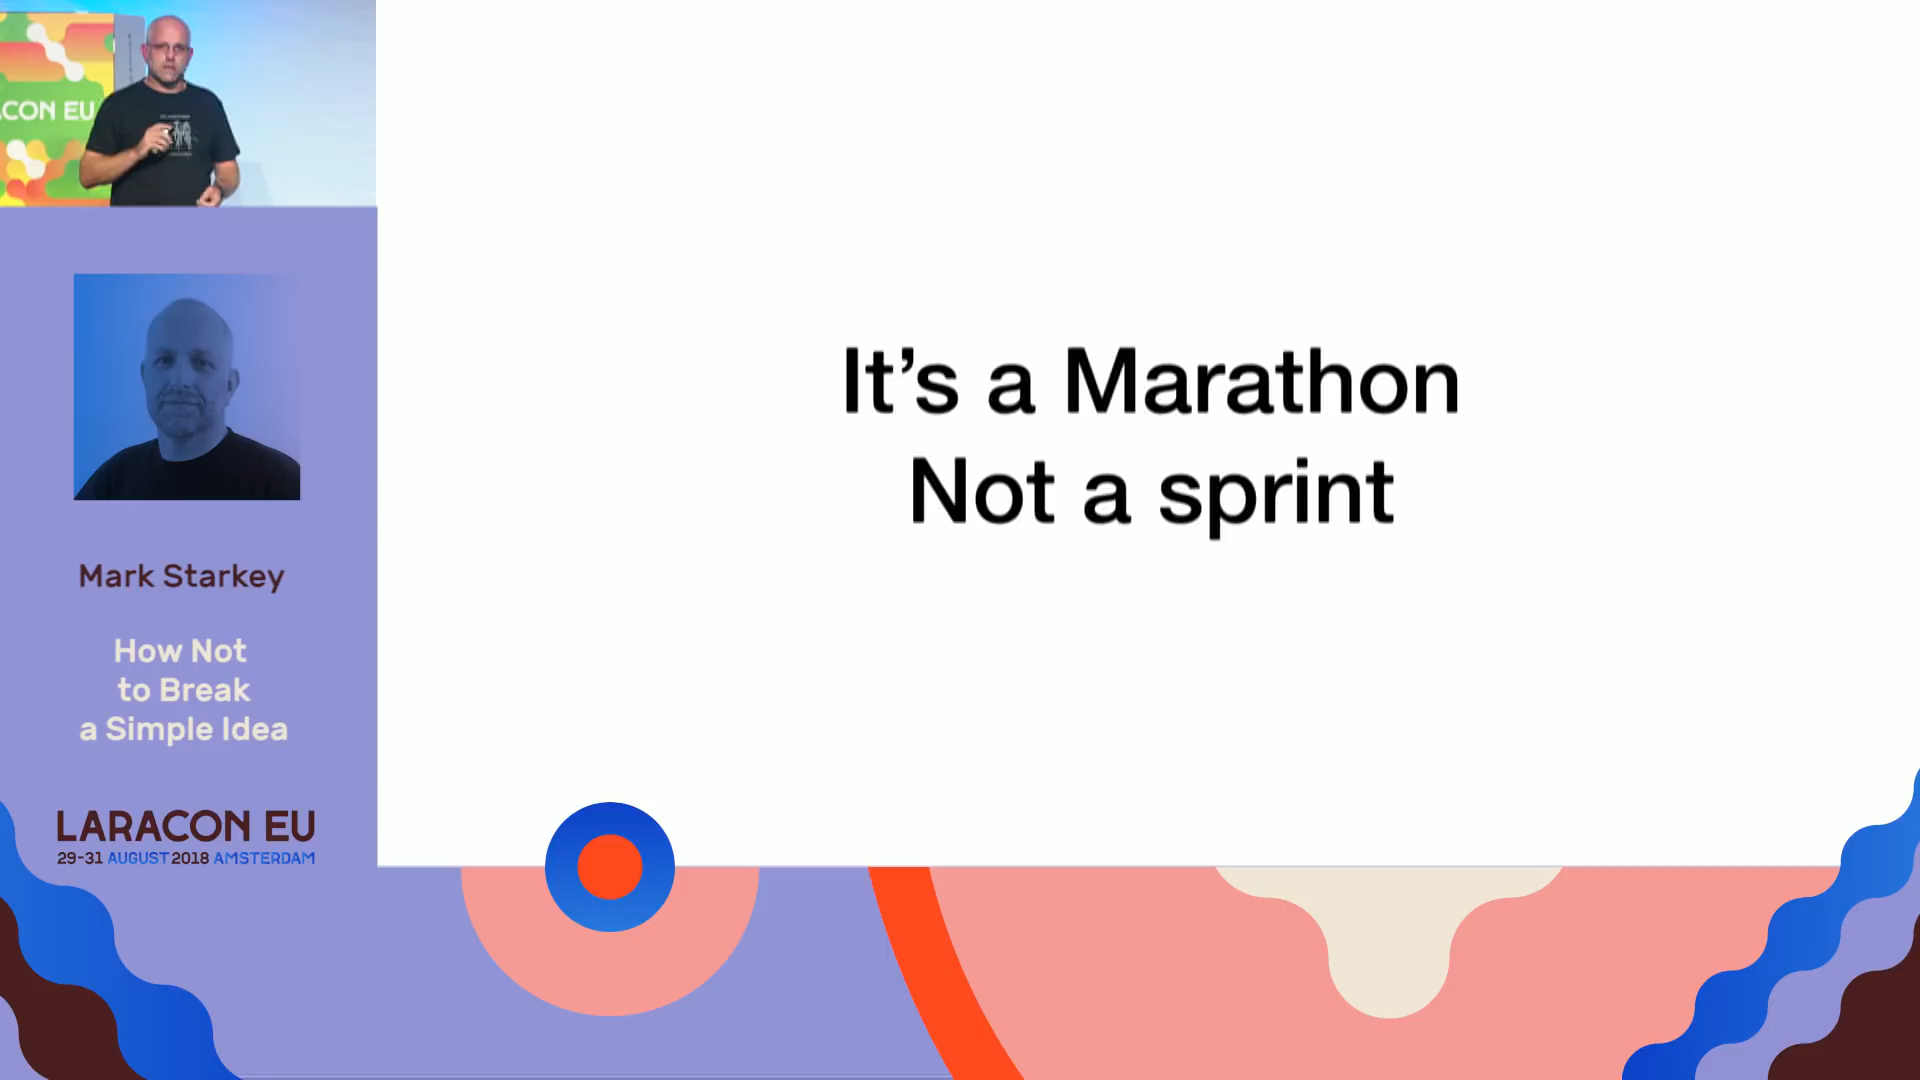 ACON EU
It's a Marathon
Not a sprint
Mark Starkey
How Not
to Break
a Simple Idea
LARACON EU
29-31 AUGUST 2018 AMSTERDAM